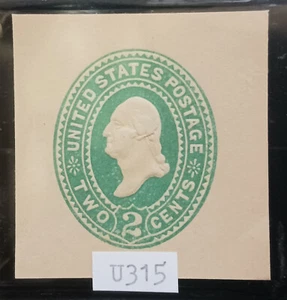 UNITED STATES POSTAGE
TWO 2 CENTS
U315